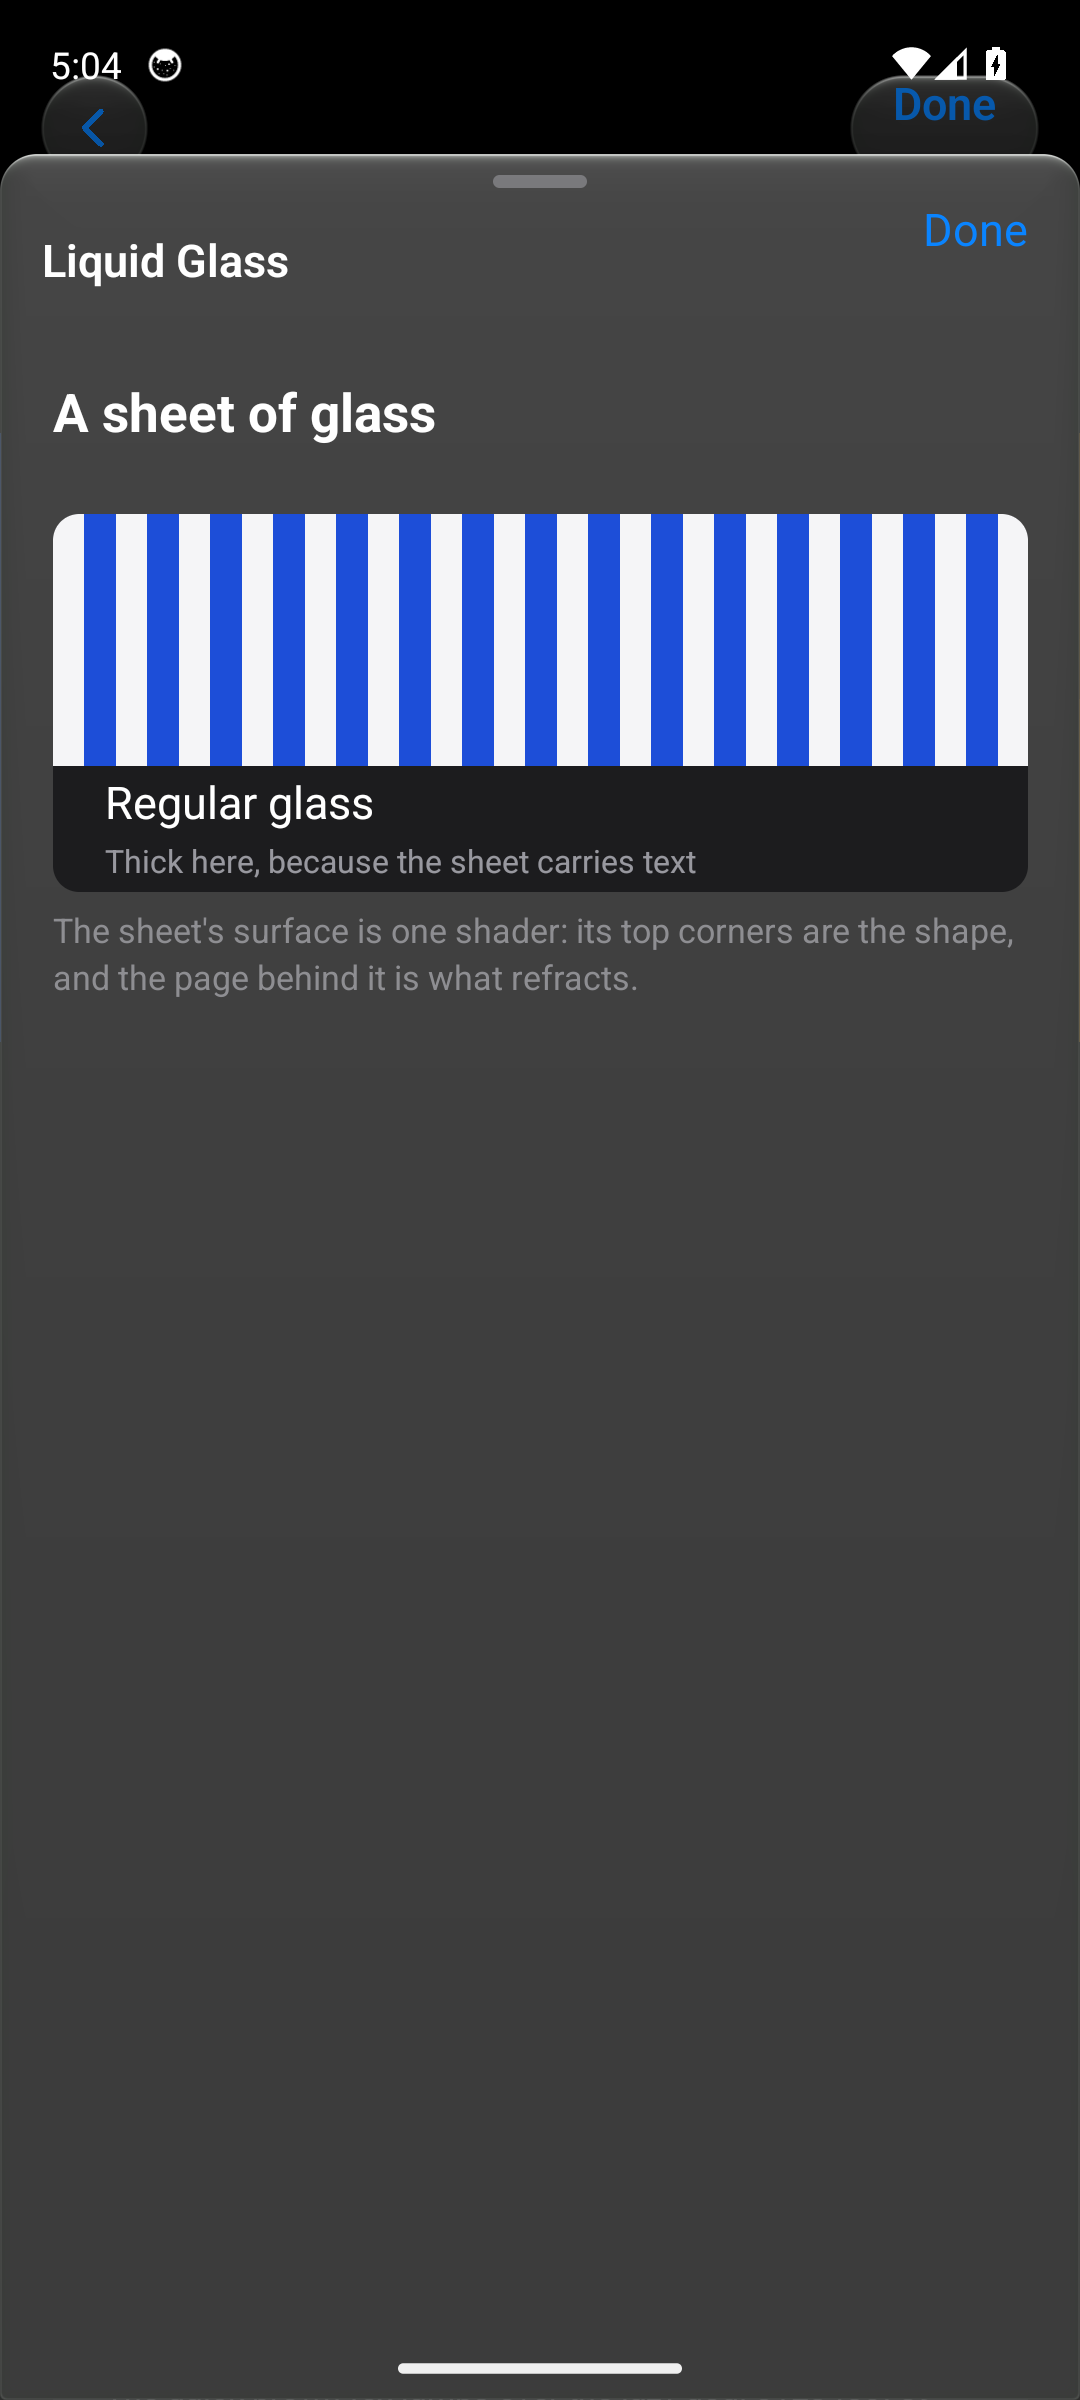 5:04
Done
Done
Liquid Glass
A sheet of glass
Regular glass
Thick here, because the sheet carries text
The sheet's surface is one shader: its top corners are the shape,
and the page behind it is what refracts.